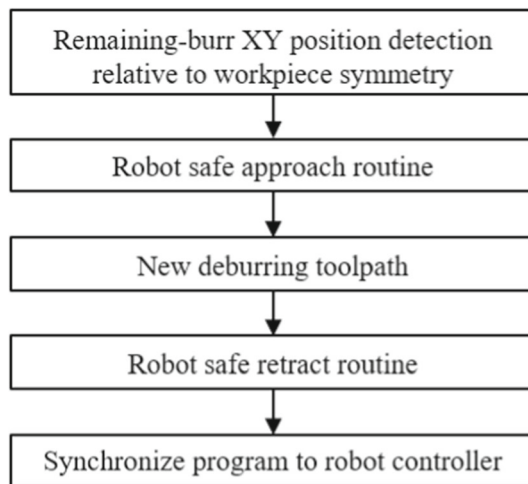 Remaining-burr XY position detection
relative to workpiece symmetry
Robot safe approach routine
New deburring toolpath
Robot safe retract routine
Synchronize program to robot controller